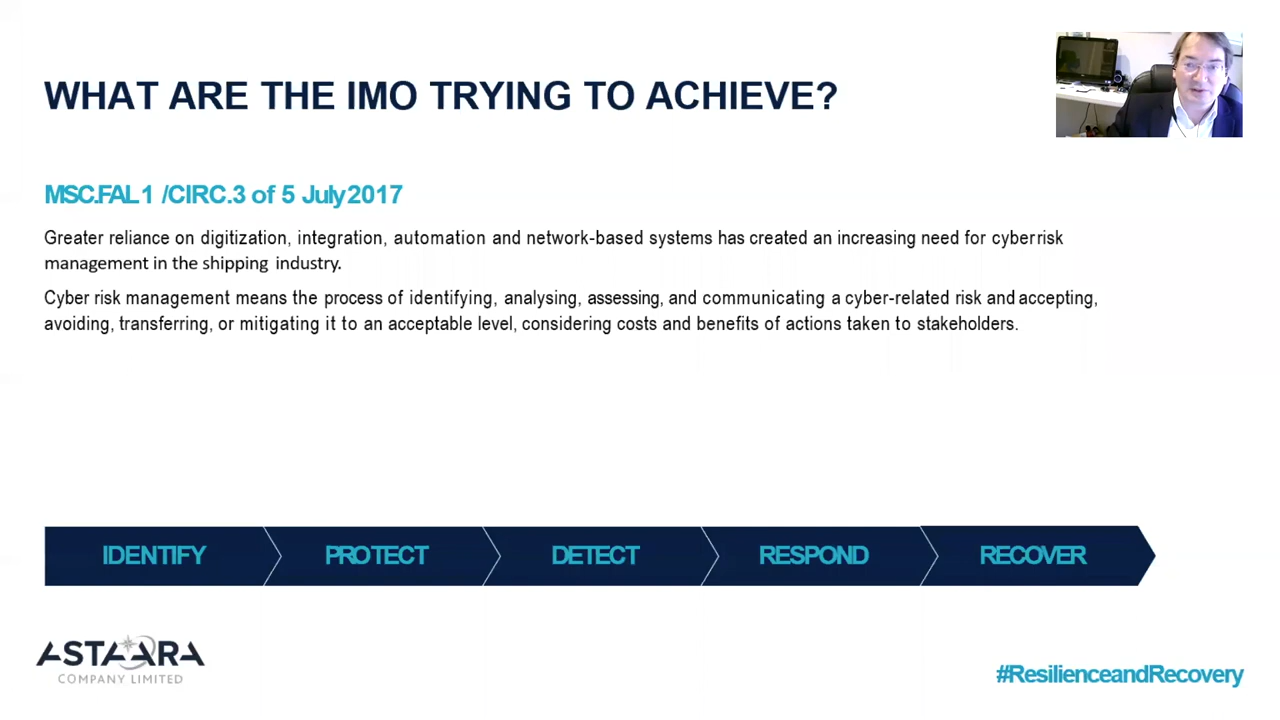 WHAT ARE THE IMO TRYING TO ACHIEVE?
MSC.FAL 1 /CIRC.3 of 5 July 2017
Greater reliance on digitization, integration, automation and network-based systems has created an increasing need for cyber risk
management in the shipping industry.
Cyber risk management means the process of identifying, analysing, assessing, and communicating a cyber-related risk and accepting,
avoiding, transferring, or mitigating it to an acceptable level, considering costs and benefits of actions taken to stakeholders.
IDENTIFY PROTECT DETECT RESPOND RECOVER
ASTAARA
COMPANY LIMITED
#ResilienceandRecovery